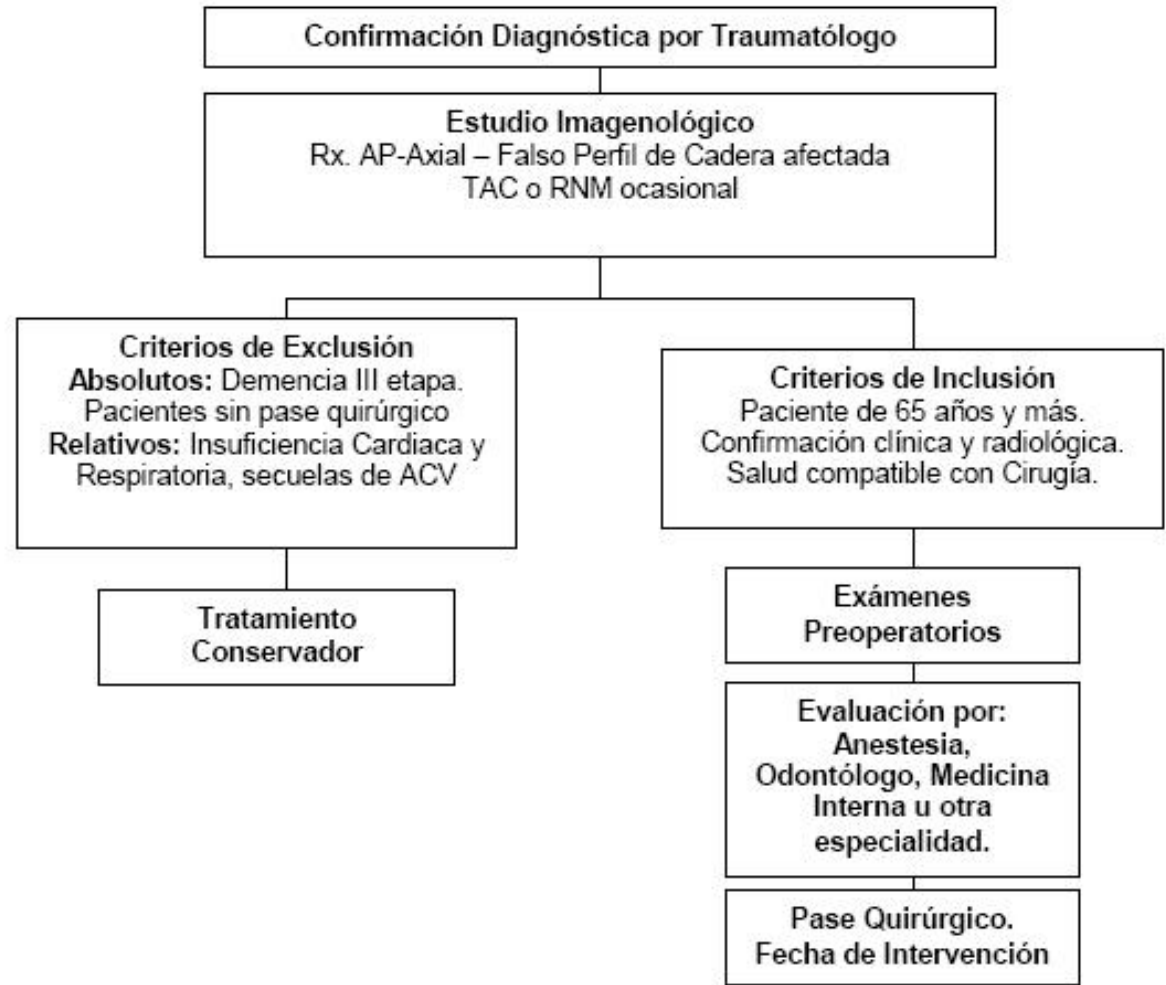 Confirmación Diagnóstica por Traumatólogo
Estudio Imagenológico
Rx. AP-Axial – Falso Perfil de Cadera afectada
TAC o RNM ocasional
Criterios de Exclusión
Absolutos: Demencia III etapa.
Pacientes sin pase quirúrgico
Relativos: Insuficiencia Cardiaca y
Respiratoria, secuelas de ACV
Criterios de Inclusión
Paciente de 65 años y más.
Confirmación clínica y radiológica.
Salud compatible con Cirugía.
Tratamiento
Conservador
Exámenes
Preoperatorios
Evaluación por:
Anestesia,
Odontólogo, Medicina
Interna u otra
especialidad.
Pase Quirúrgico.
Fecha de Intervención